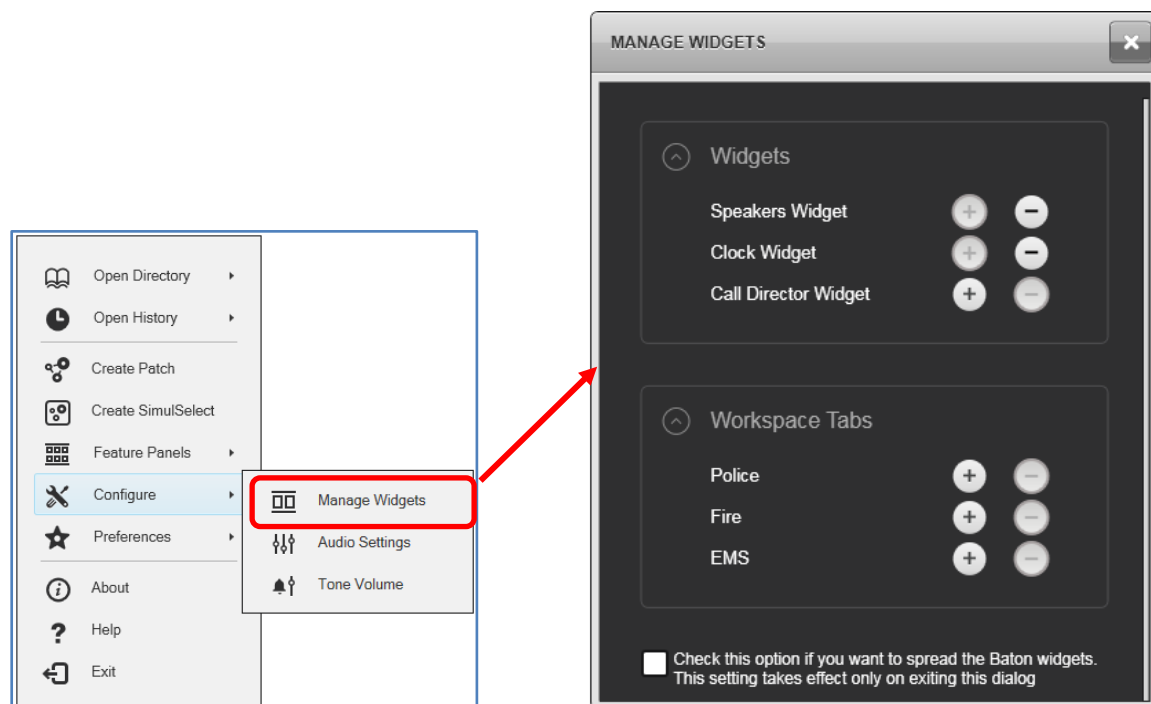 Open Directory
Open History
Create Patch
Create SimulSelect
Feature Panels
Configure
Preferences
About
Help
Exit
Manage Widgets
Audio Settings
Tone Volume
MANAGE WIDGETS
Widgets
Speakers Widget
Clock Widget
Call Director Widget
Workspace Tabs
Police
Fire
EMS
Check this option if you want to spread the Baton widgets.
This setting takes effect only on exiting this dialog